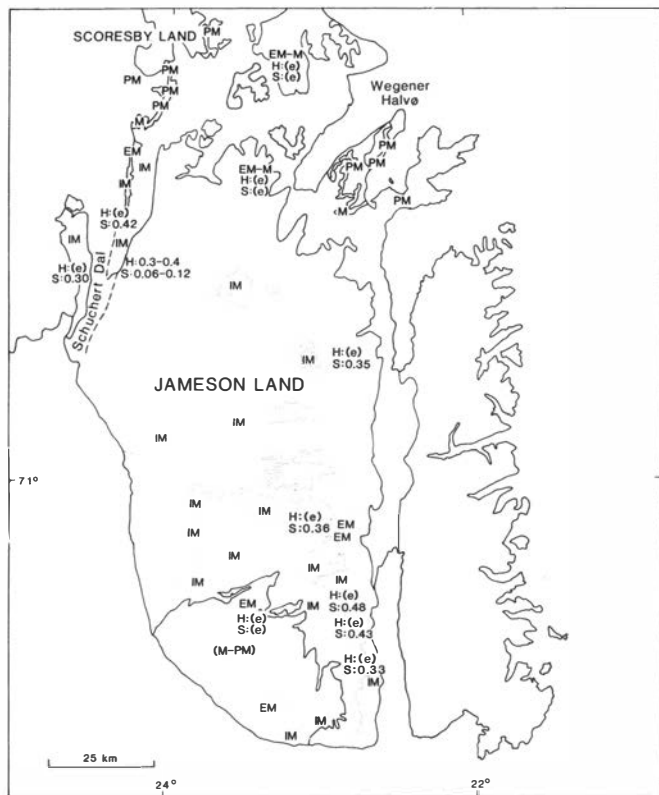 SCORESBY LAND
PM
EM-M
H:(e)
S:(e)
PM
PM
PM
PM
Wegener
Halvø
M
EM
IM
IM
EM-M
H:(e)
S:(e)
PM
PM
PM
PM
M
H:(e)
S:0.42
IM
IM
H:(e)
S:0.30
Schuchert Dal
H:0.3-0.4
S:0.06-0.12
IM
IM
H:(e)
S:0.35
JAMESON LAND
IM
IM
71°
IM
IM
H:(e)
S:0.36
EM
EM
IM
IM
IM
IM
IM
EM
IM
H:(e)
S:0.48
H:(e)
S:(e)
H:(e)
S:0.43
(M-PM)
H:(e)
S:0.33
IM
EM
IM
IM
25 km
24°
22°